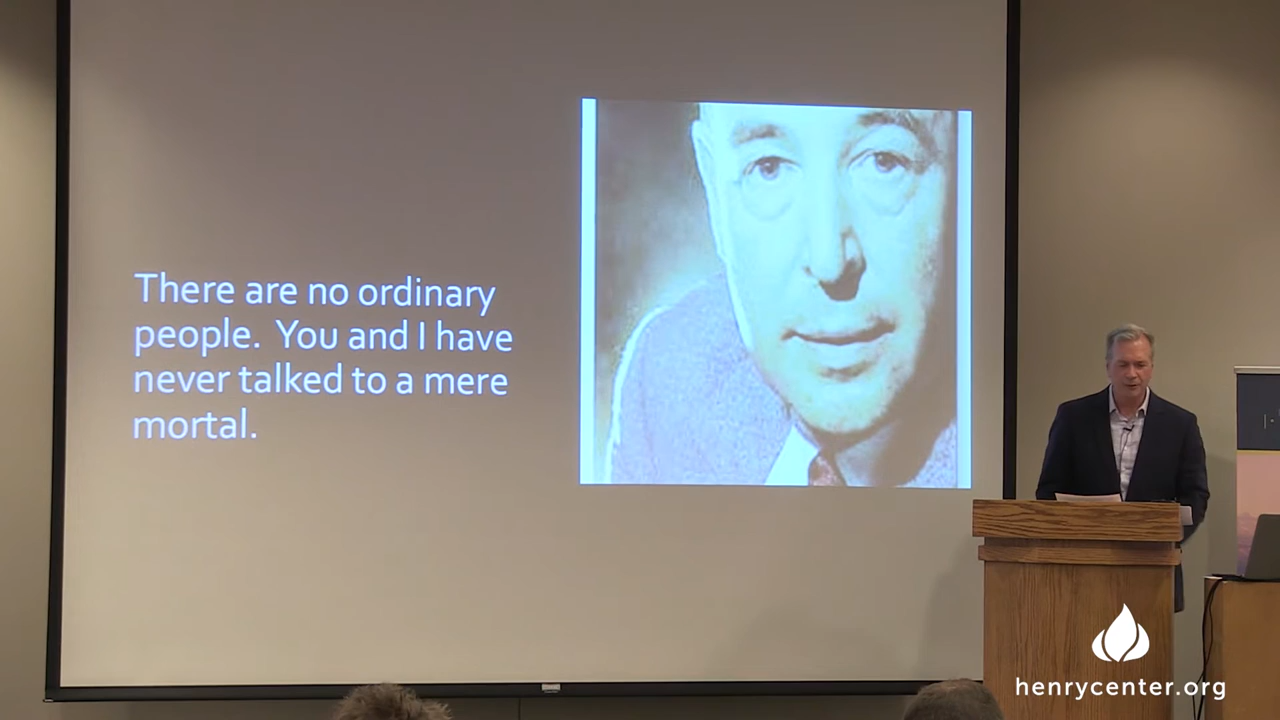 There are no ordinary
people.  You and I have
never talked to a mere
mortal.
henrycenter.org